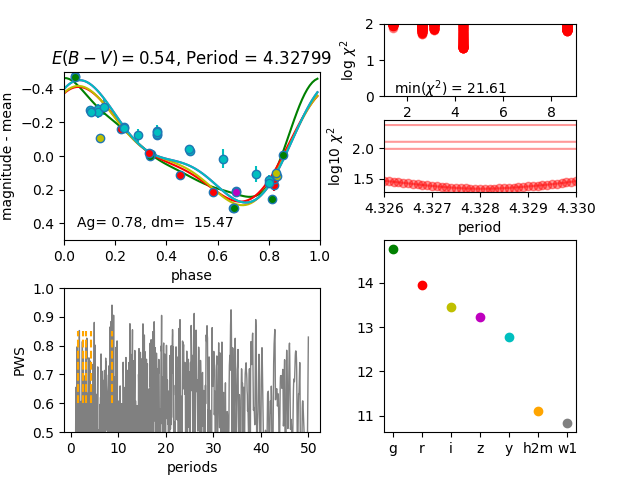 E(B − V) = 0.54, Period = 4.32799
−0.4
−0.2
0.0
0.2
0.4
magnitude - mean
Ag= 0.78, dm= 15.47
0.0 0.2 0.4 0.6 0.8 1.0
phase
2
1
0
log χ²
min(χ²) = 21.61
2 4 6 8
2.0
1.5
log10 χ²
4.326 4.327 4.328 4.329 4.330
period
1.0
0.9
0.8
0.7
0.6
0.5
PWS
0 10 20 30 40 50
periods
14
13
12
11
g r i z y h2m w1